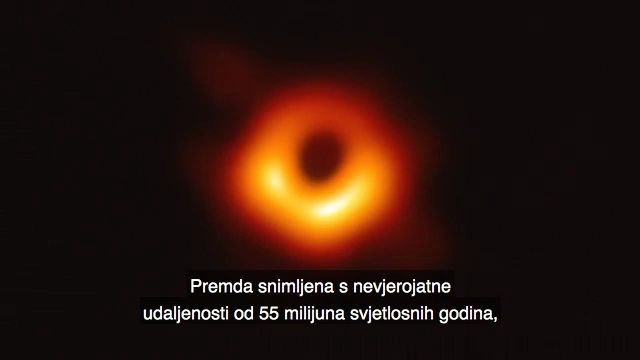 Premda snimljena s nevjerojatne
udaljenosti od 55 milijuna svjetlosnih godina,